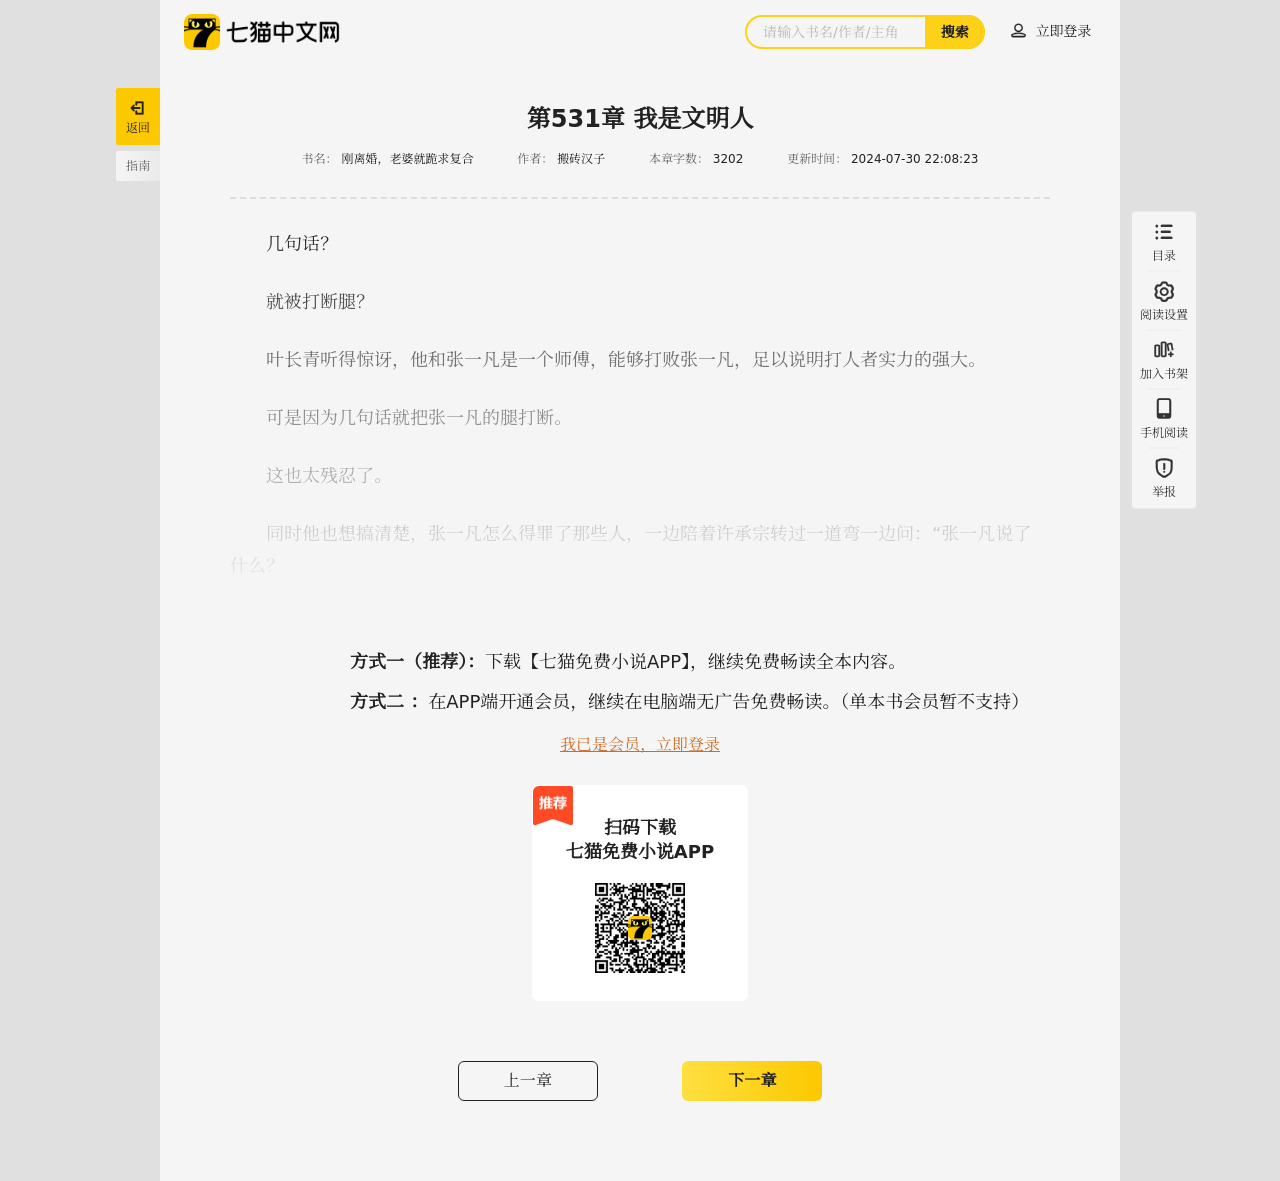 七猫中文网
请输入书名/作者/主角
搜索
立即登录
返回
指南
第531章 我是文明人
书名： 刚离婚，老婆就跪求复合 作者： 搬砖汉子 本章字数： 3202 更新时间： 2024-07-30 22:08:23
几句话？
就被打断腿？
叶长青听得惊讶，他和张一凡是一个师傅，能够打败张一凡，足以说明打人者实力的强大。
可是因为几句话就把张一凡的腿打断。
这也太残忍了。
同时他也想搞清楚，张一凡怎么得罪了那些人，一边陪着许承宗转过一道弯一边问：“张一凡说了
什么？
目录
阅读设置
加入书架
手机阅读
举报
方式一（推荐）：下载【七猫免费小说APP】，继续免费畅读全本内容。
方式二 ：在APP端开通会员，继续在电脑端无广告免费畅读。（单本书会员暂不支持）
我已是会员，立即登录
推荐
扫码下载
七猫免费小说APP
上一章
下一章